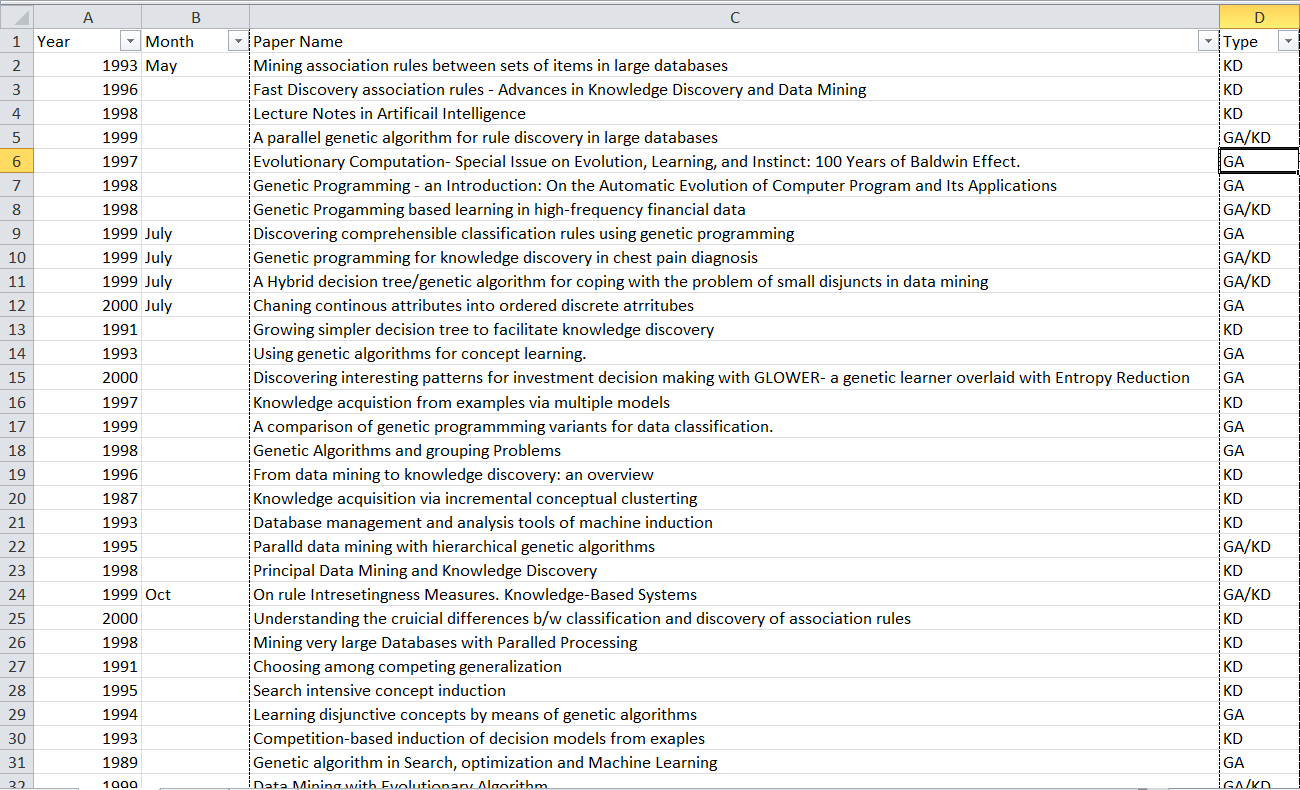 A B C D
1 Year Month Paper Name Type
2 1993 May Mining association rules between sets of items in large databases KD
3 1996 Fast Discovery association rules - Advances in Knowledge Discovery and Data Mining KD
4 1998 Lecture Notes in Artificail Intelligence KD
5 1999 A parallel genetic algorithm for rule discovery in large databases GA/KD
6 1997 Evolutionary Computation- Special Issue on Evolution, Learning, and Instinct: 100 Years of Baldwin Effect. GA
7 1998 Genetic Programming - an Introduction: On the Automatic Evolution of Computer Program and Its Applications GA
8 1998 Genetic Progamming based learning in high-frequency financial data GA/KD
9 1999 July Discovering comprehensible classification rules using genetic programming GA
10 1999 July Genetic programming for knowledge discovery in chest pain diagnosis GA/KD
11 1999 July A Hybrid decision tree/genetic algorithm for coping with the problem of small disjuncts in data mining GA/KD
12 2000 July Chaning continous attributes into ordered discrete atrritubes GA
13 1991 Growing simpler decision tree to facilitate knowledge discovery KD
14 1993 Using genetic algorithms for concept learning. GA
15 2000 Discovering interesting patterns for investment decision making with GLOWER- a genetic learner overlaid with Entropy Reduction GA
16 1997 Knowledge acquistion from examples via multiple models KD
17 1999 A comparison of genetic programmming variants for data classification. GA
18 1998 Genetic Algorithms and grouping Problems GA
19 1996 From data mining to knowledge discovery: an overview KD
20 1987 Knowledge acquisition via incremental conceptual clusterting KD
21 1993 Database management and analysis tools of machine induction KD
22 1995 Paralld data mining with hierarchical genetic algorithms GA/KD
23 1998 Principal Data Mining and Knowledge Discovery KD
24 1999 Oct On rule Intresetingness Measures. Knowledge-Based Systems GA/KD
25 2000 Understanding the cruicial differences b/w classification and discovery of association rules KD
26 1998 Mining very large Databases with Paralled Processing KD
27 1991 Choosing among competing generalization KD
28 1995 Search intensive concept induction KD
29 1994 Learning disjunctive concepts by means of genetic algorithms GA
30 1993 Competition-based induction of decision models from exaples KD
31 1989 Genetic algorithm in Search, optimization and Machine Learning GA
32 1999 Data Mining with Evolutionary Algorithm GA/KD